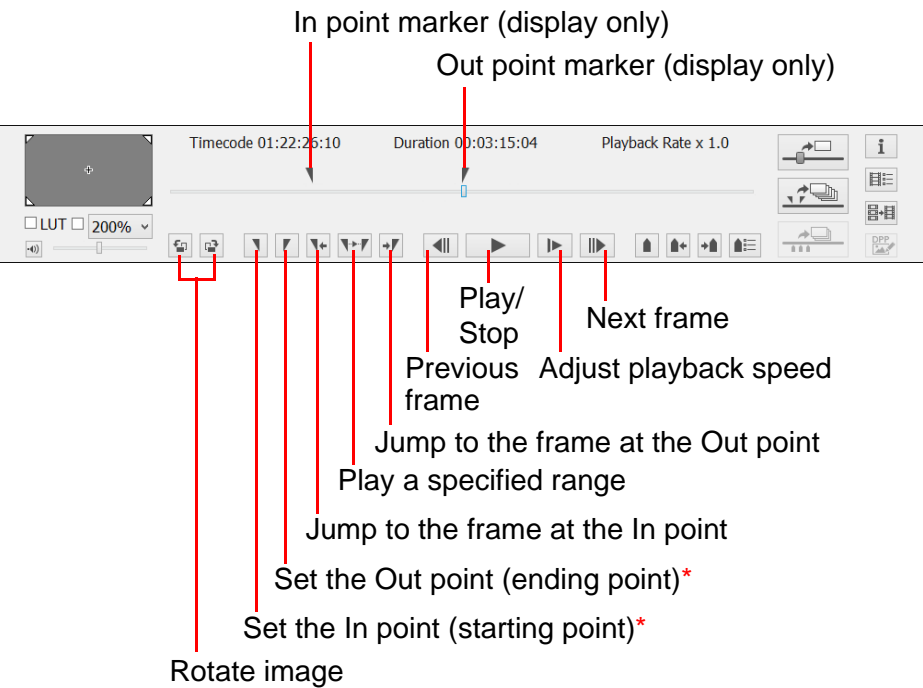 In point marker (display only)
Out point marker (display only)
Timecode 01:22:26:10
Duration 00:03:15:04
Playback Rate x 1.0
LUT
200%
DPP
Play/
Stop
Next frame
Previous
frame
Adjust playback speed
Jump to the frame at the Out point
Play a specified range
Jump to the frame at the In point
Set the Out point (ending point)*
Set the In point (starting point)*
Rotate image